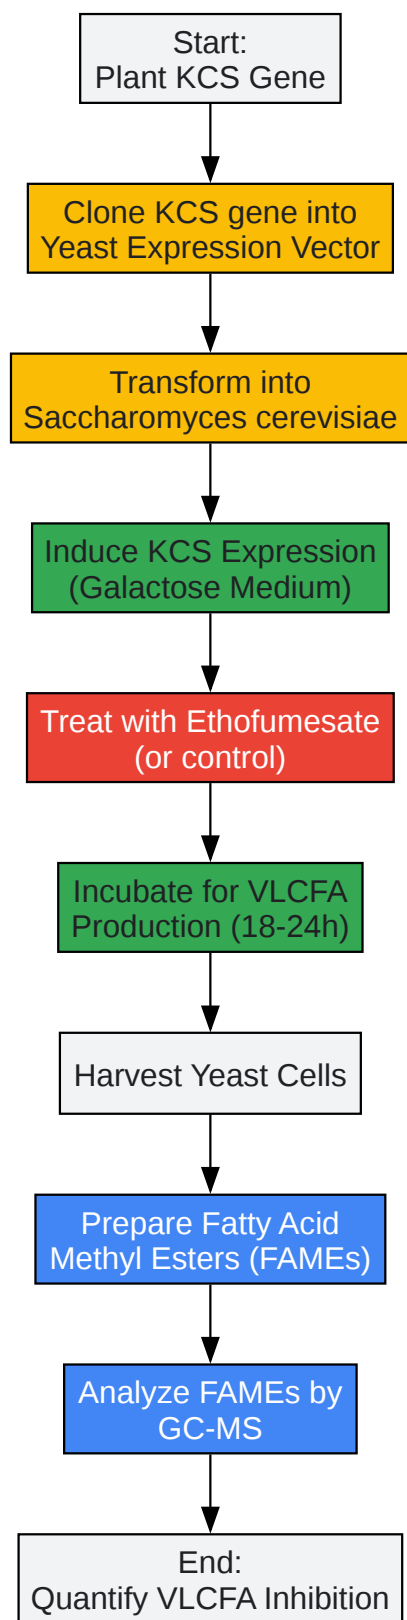 Start:
Plant KCS Gene
Clone KCS gene into
Yeast Expression Vector
Transform into
Saccharomyces cerevisiae
Induce KCS Expression
(Galactose Medium)
Treat with Ethofumesate
(or control)
Incubate for VLCFA
Production (18-24h)
Harvest Yeast Cells
Prepare Fatty Acid
Methyl Esters (FAMEs)
Analyze FAMEs by
GC-MS
End:
Quantify VLCFA Inhibition